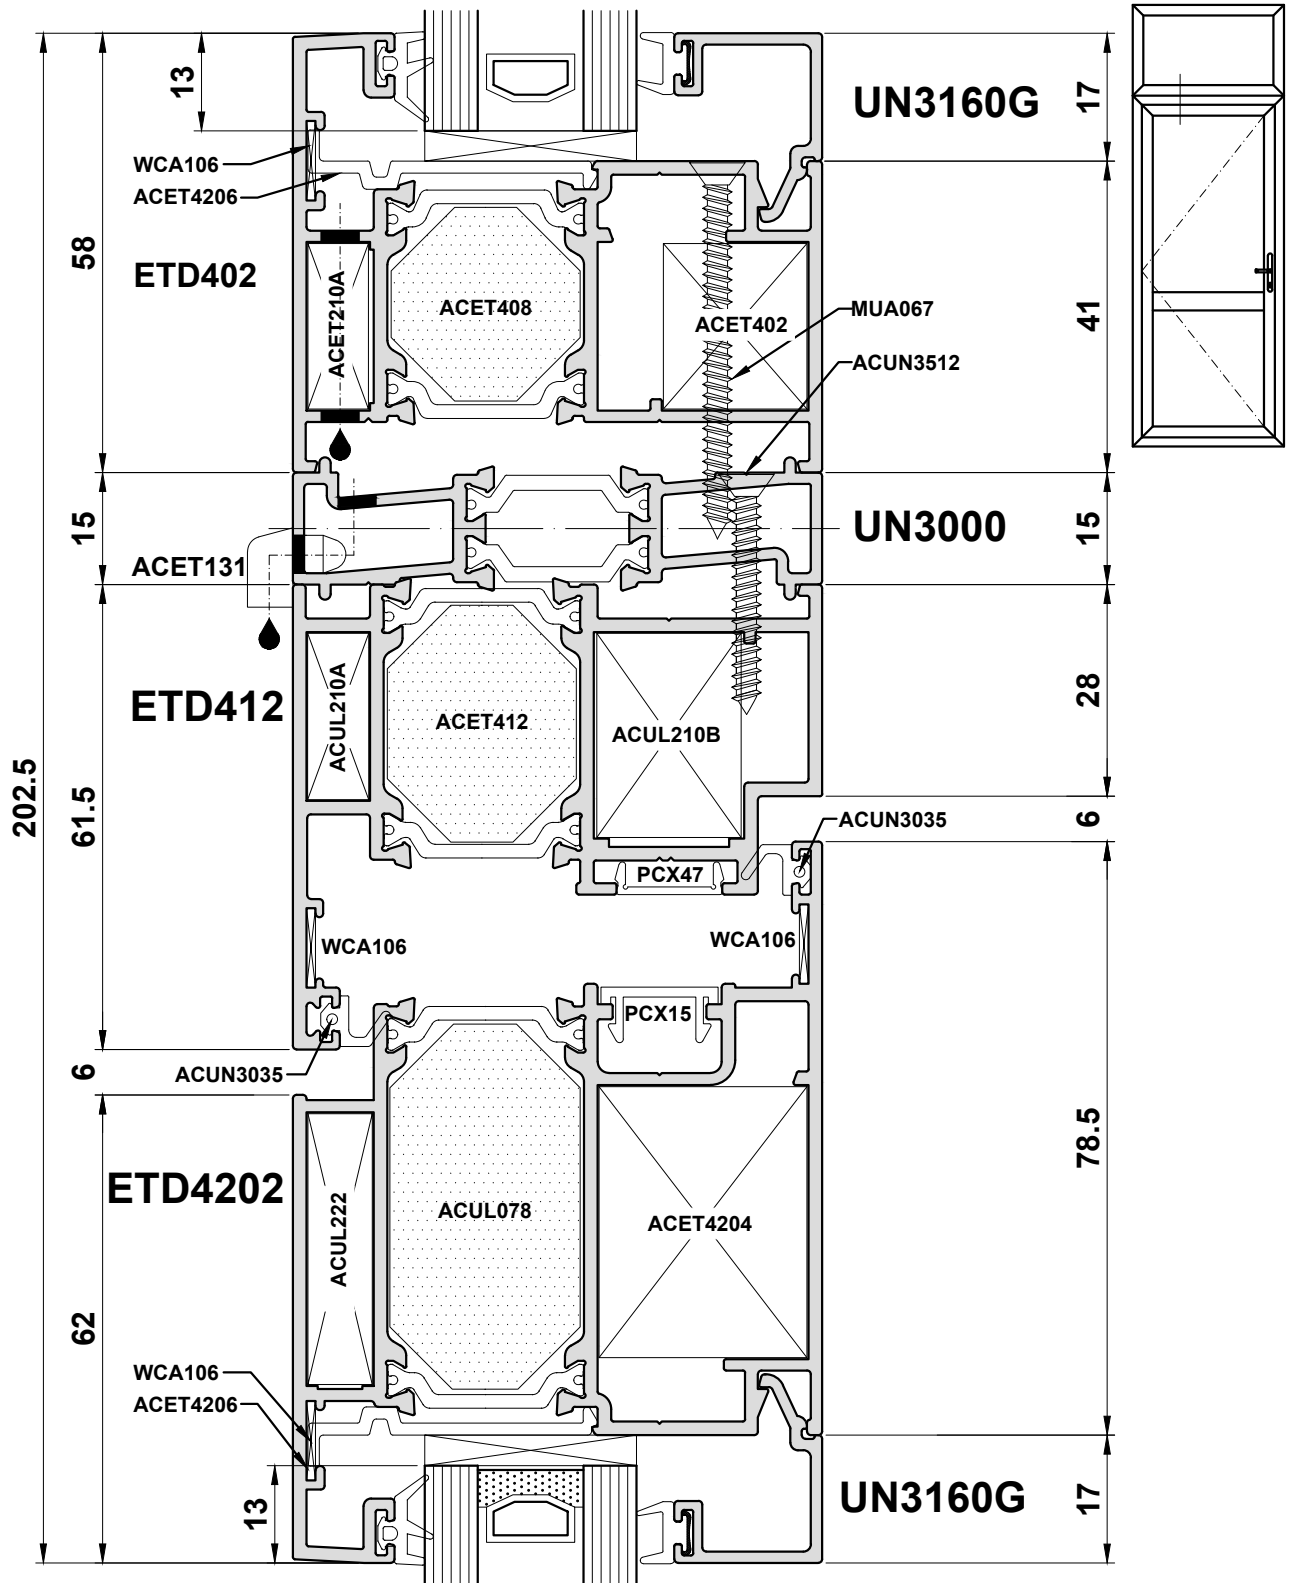 13
UN3160G
17
WCA106
ACET4206
58
ETD402
ACET210A
ACET408
ACET402
MUA067
41
ACUN3512
15
UN3000
15
ACET131
ETD412
ACUL210A
ACET412
ACUL210B
28
202.5
61.5
ACUN3035
6
PCX47
WCA106
WCA106
PCX15
ACUN3035
6
78.5
ETD4202
ACUL222
ACUL078
ACET4204
62
WCA106
ACET4206
13
UN3160G
17